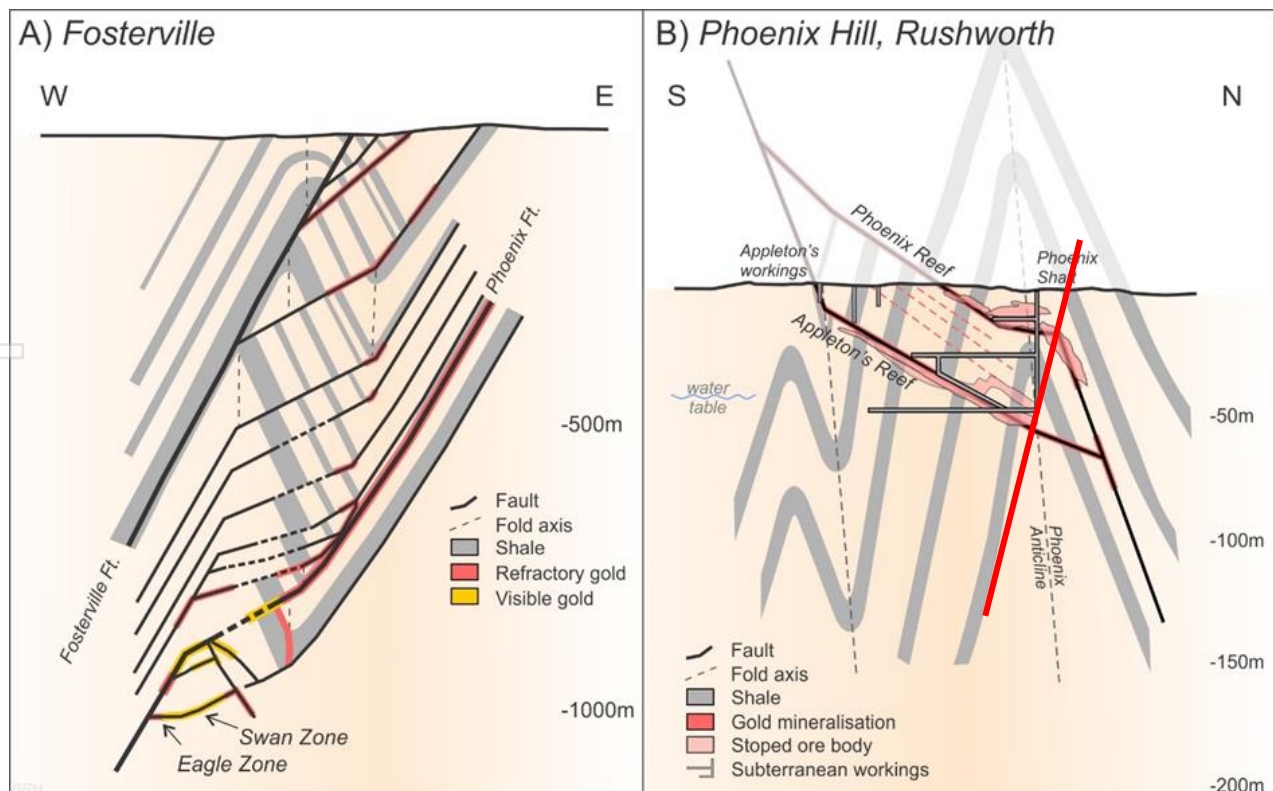 A) Fosterville
W
E
Phoenix Ft.
-500m
Fault
Fold axis
Shale
Refractory gold
Visible gold
Fosterville Ft.
-1000m
Swan Zone
Eagle Zone
BRH
B) Phoenix Hill, Rushworth
S
N
Phoenix Reef
Appleton's
workings
Phoenix
Appleton's Reef
water
table
-50m
-100m
Phoenix
Anticline
-150m
Fault
Fold axis
Shale
Gold mineralisation
Stoped ore body
Subterranean workings
-200m